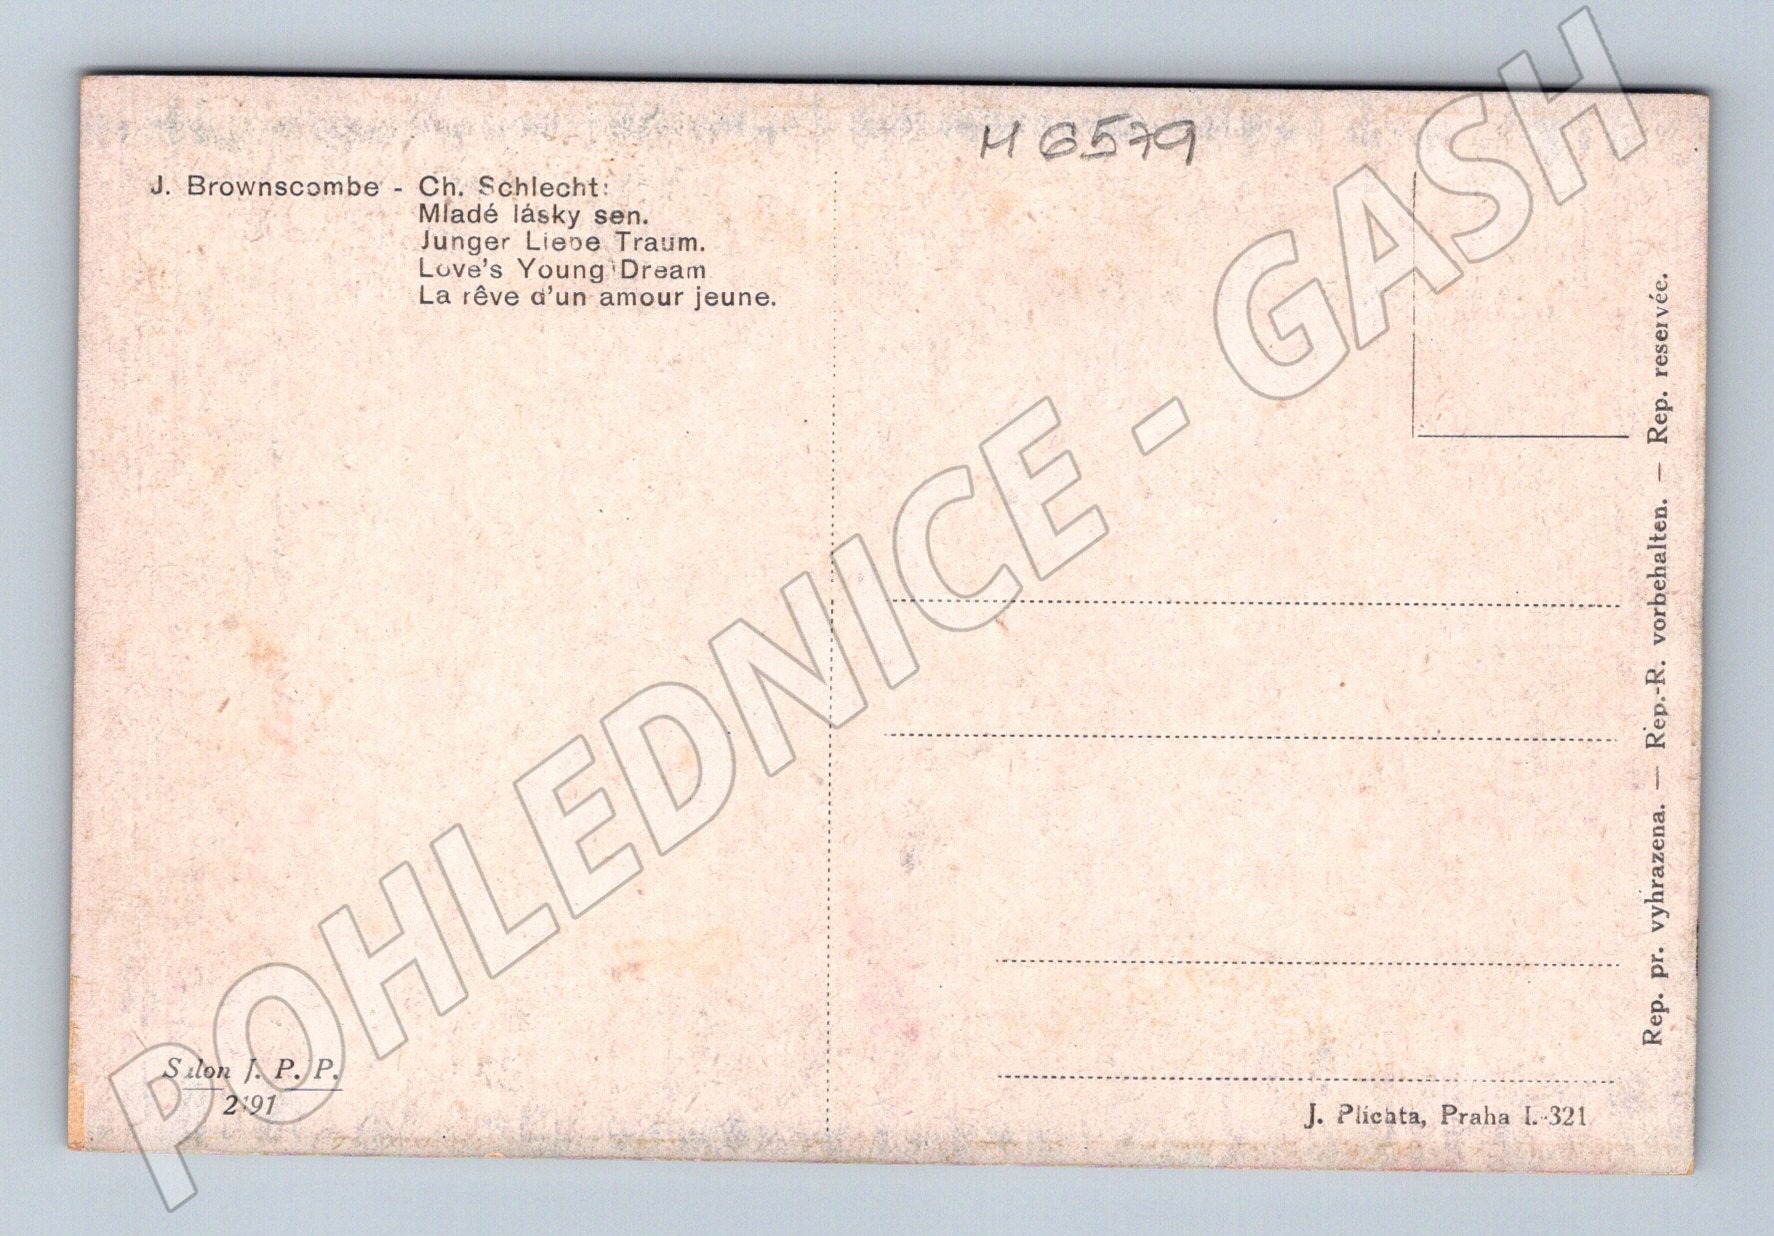 H 6579
J. Brownscombe - Ch. Schlecht:
Mladé lásky sen.
Junger Liebe Traum.
Love's Young Dream
La rêve d'un amour jeune.
Rep. pr. vyhrazena. — Rep.-R. vorbehalten. — Rep. reservée.
Salon J. P. P.
J. Plichta, Praha I.-321
POHLEDNICE - GASH